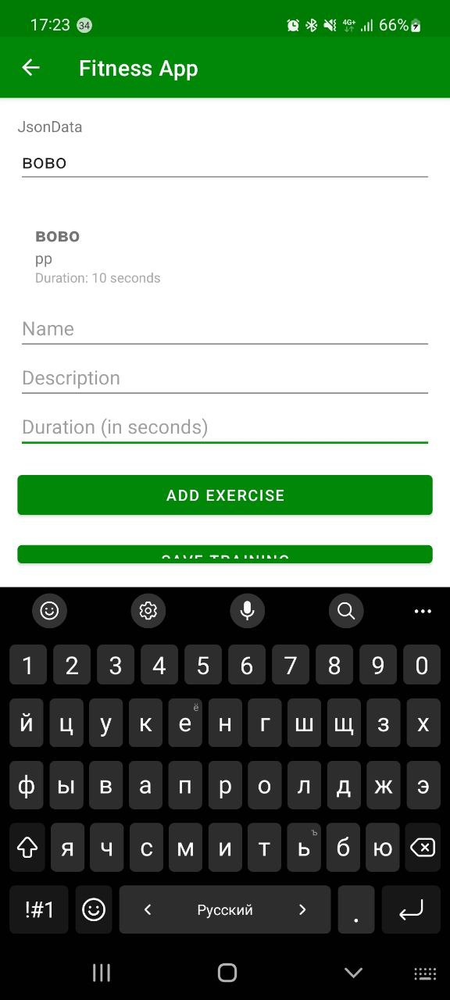 17:23 34 4G+ 66%
Fitness App
JsonData
вово
вово
рр
Duration: 10 seconds
Name
Description
Duration (in seconds)
ADD EXERCISE
SAVE TRAINING
1 2 3 4 5 6 7 8 9 0
й ц у к е ё н г ш щ з х
ф ы в а п р о л д ж э
я ч с м и т ь ъ б ю
!#1 Русский .